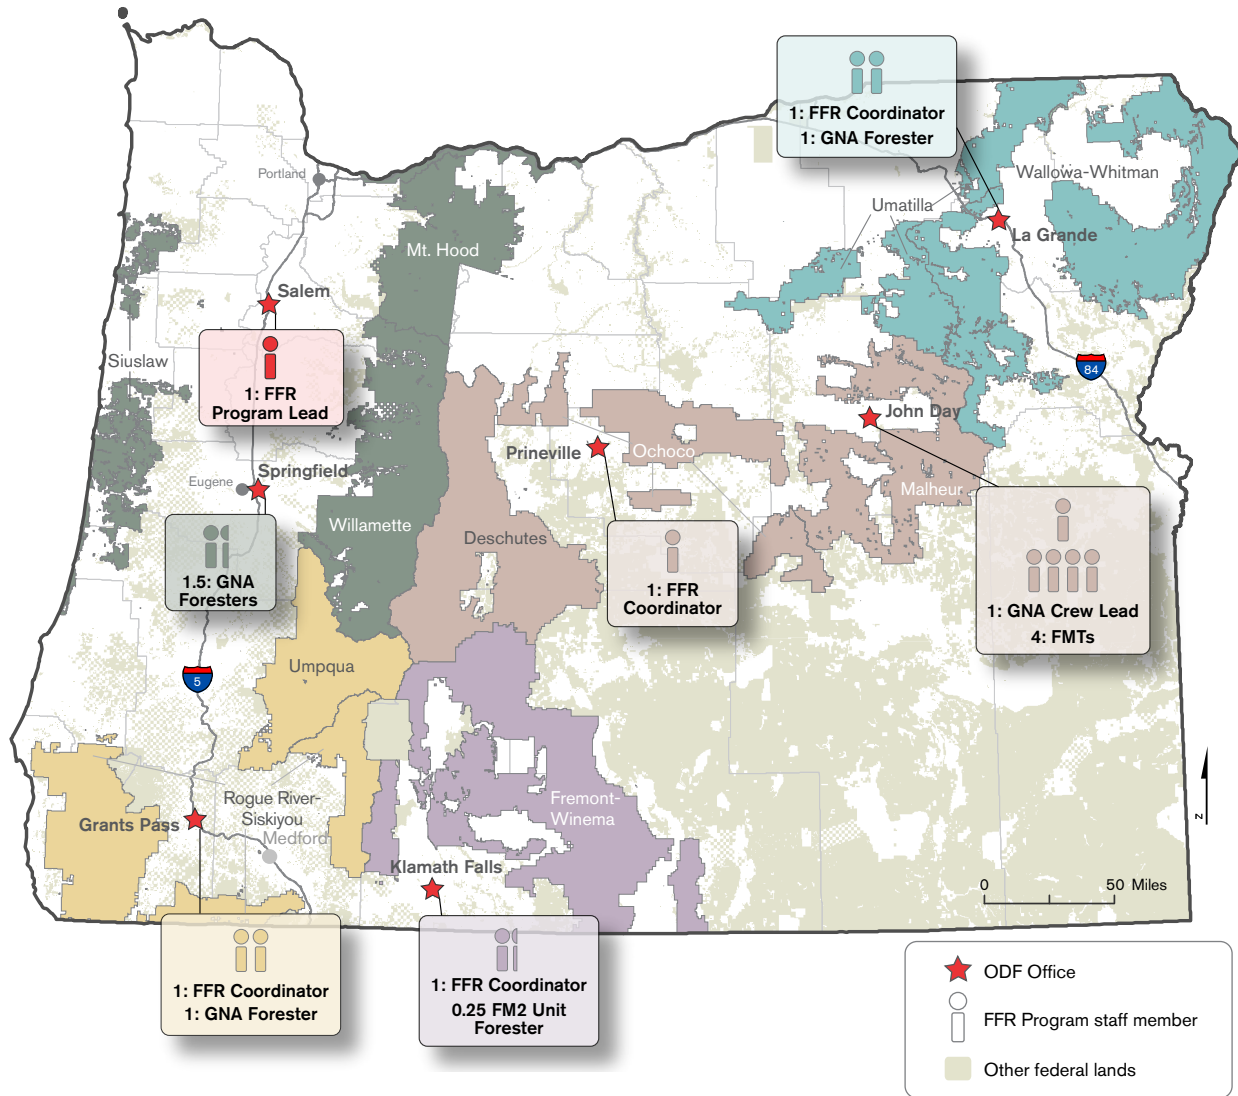 1: FFR Coordinator
1: GNA Forester
Portland
Wallowa-Whitman
Umatilla
La Grande
Mt. Hood
Salem
Siuslaw
1: FFR
Program Lead
84
John Day
Prineville
Ochoco
Springfield
Eugene
Malheur
Willamette
Deschutes
1.5: GNA
Foresters
1: FFR
Coordinator
1: GNA Crew Lead
4: FMTs
Umpqua
5
Rogue River-
Siskiyou
Fremont-
Winema
Grants Pass
Medford
Klamath Falls
0
50 Miles
N
1: FFR Coordinator
1: GNA Forester
1: FFR Coordinator
0.25 FM2 Unit
Forester
ODF Office
FFR Program staff member
Other federal lands